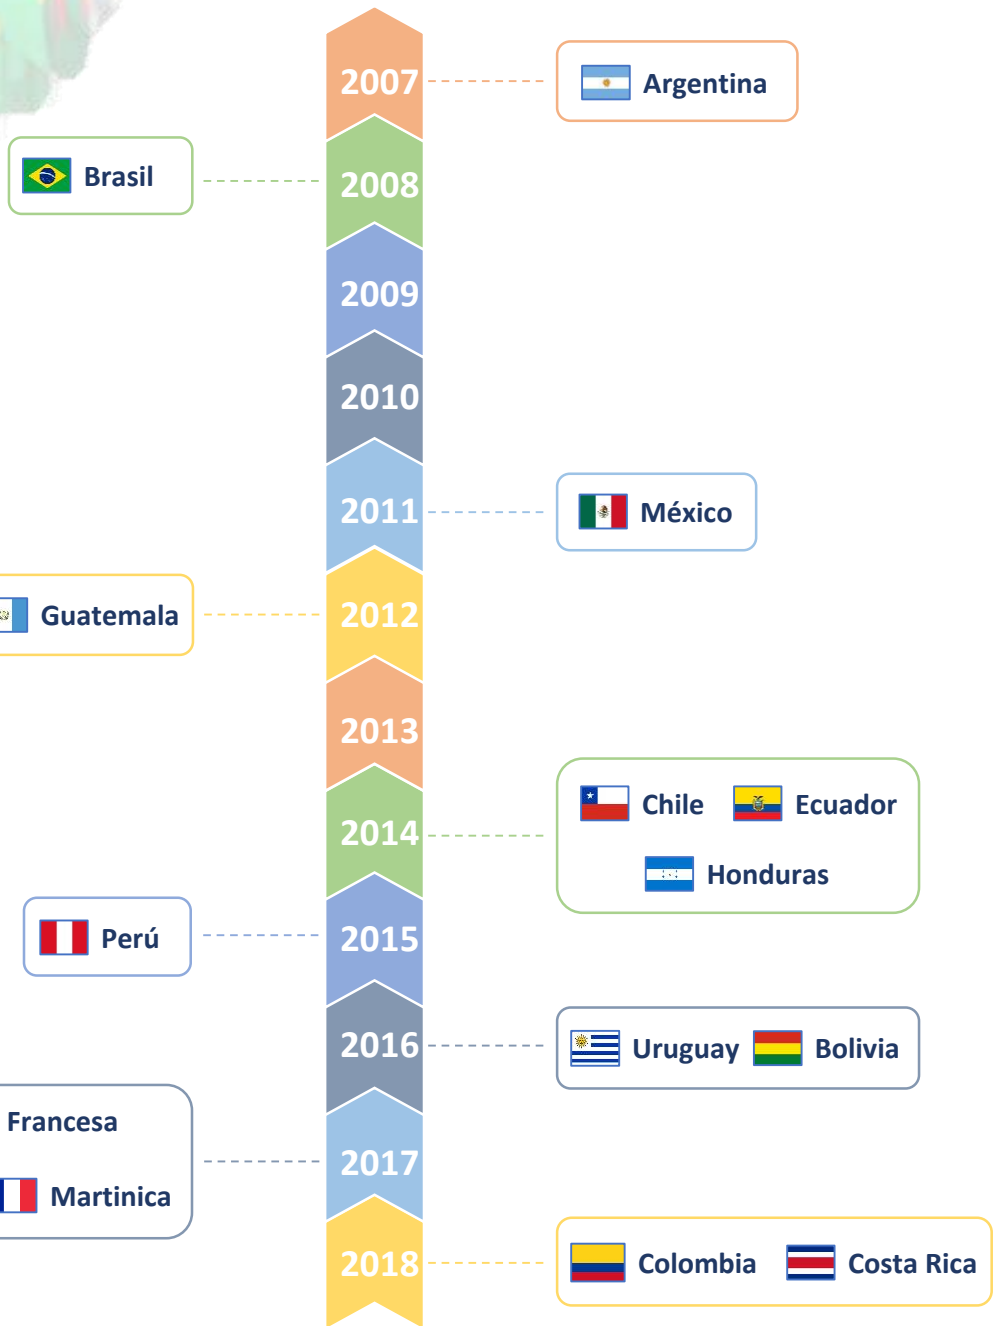 2007
Argentina
Brasil
2008
2009
2010
2011
México
Guatemala
2012
2013
Chile
Ecuador
2014
Honduras
Perú
2015
2016
Uruguay
Bolivia
Francesa
2017
Martinica
2018
Colombia
Costa Rica